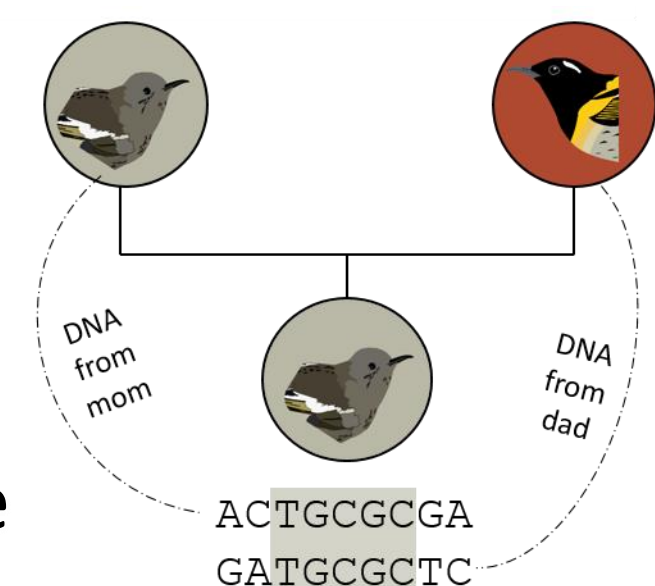 DNA
from
mom
DNA
from
dad
e
ACTGCGCGA
GATGCGCTC